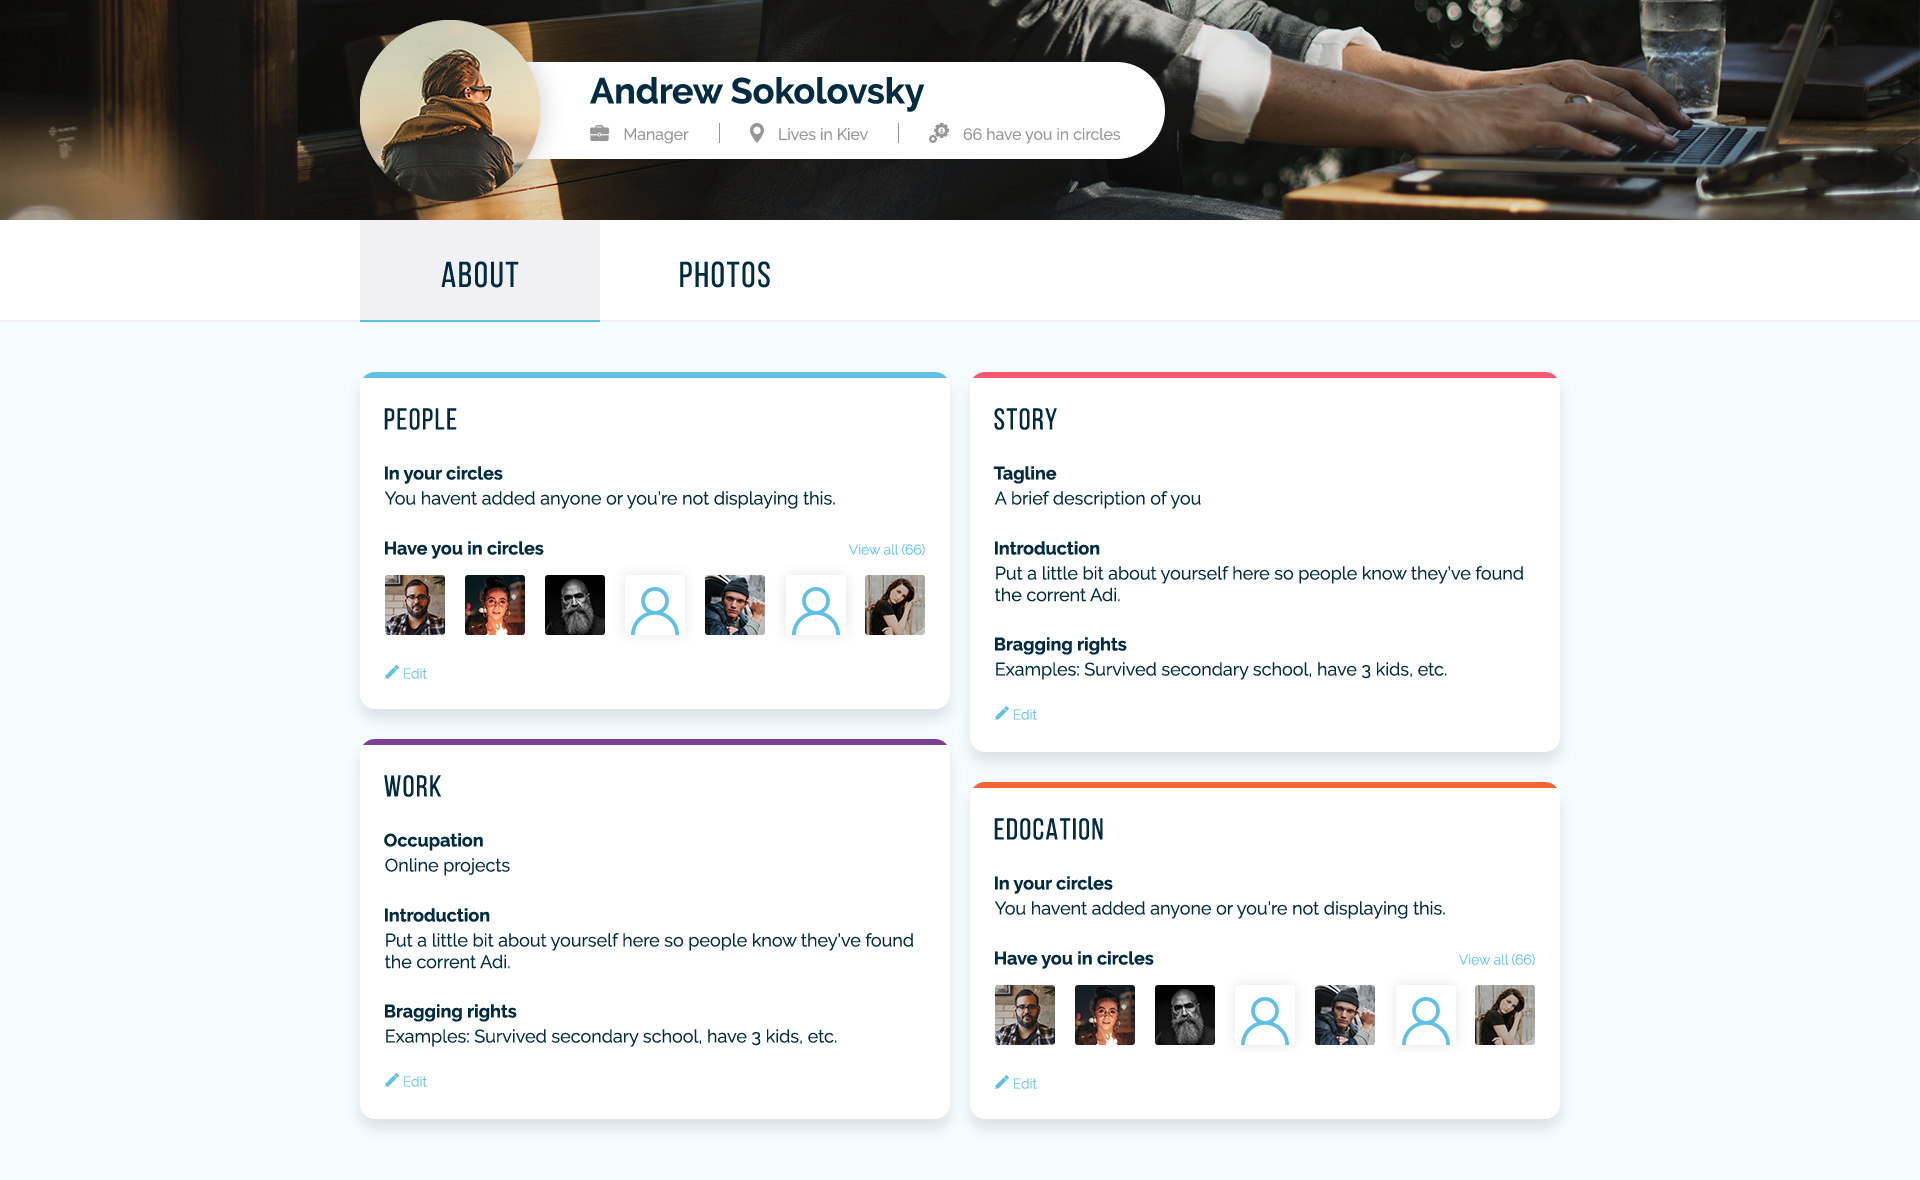 Andrew Sokolovsky
Manager
Lives in Kiev
66 have you in circles
ABOUT
PHOTOS
PEOPLE
In your circles
You havent added anyone or you're not displaying this.
Have you in circles
View all (66)
Edit
STORY
Tagline
A brief description of you
Introduction
Put a little bit about yourself here so people know they've found
the corrent Adi.
Bragging rights
Examples: Survived secondary school, have 3 kids, etc.
Edit
WORK
Occupation
Online projects
Introduction
Put a little bit about yourself here so people know they've found
the corrent Adi.
Bragging rights
Examples: Survived secondary school, have 3 kids, etc.
Edit
EDOCATION
In your circles
You havent added anyone or you're not displaying this.
Have you in circles
View all (66)
Edit